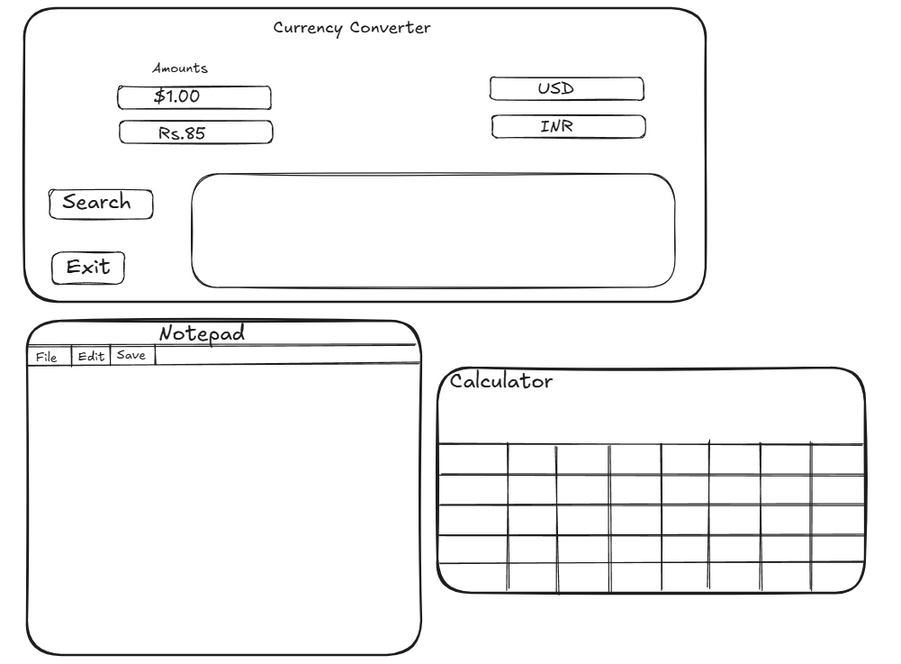 Currency Converter
Amounts
$1.00
USD
Rs.85
INR
Search
Exit
Notepad
File Edit Save
Calculator